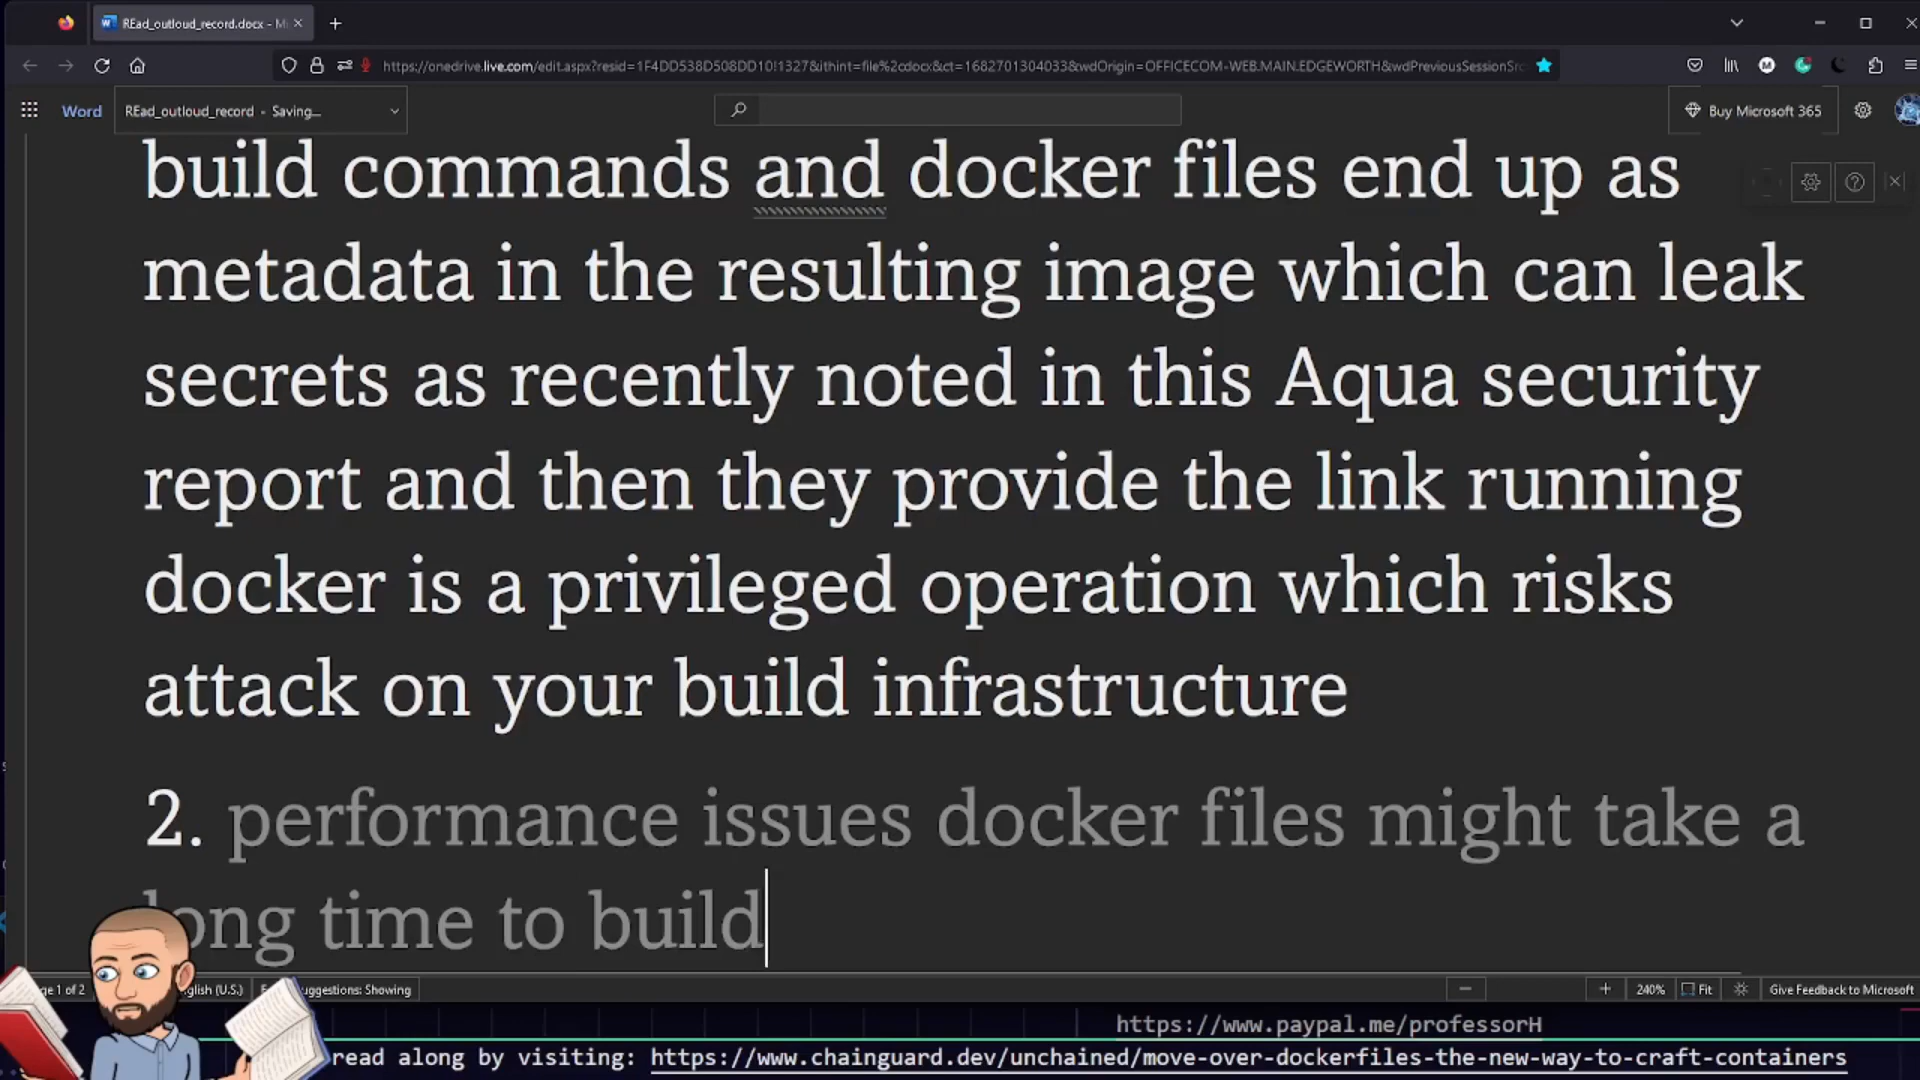 REad_outloud_record.docx - Mi
https://onedrive.live.com/edit.aspx?resid=1F4DD538D508DD10!1327&ithint=file%2cdocx&ct=1682701304033&wdOrigin=OFFICECOM-WEB.MAIN.EDGEWORTH&wdPreviousSessionSrc
Word
REad_outloud_record - Saving...
Buy Microsoft 365
build commands and docker files end up as
metadata in the resulting image which can leak
secrets as recently noted in this Aqua security
report and then they provide the link running
docker is a privileged operation which risks
attack on your build infrastructure
2. performance issues docker files might take a
long time to build
ge 1 of 2
glish (U.S.)
uggestions: Showing
240%
Fit
Give Feedback to Microsoft
https://www.paypal.me/professorH
read along by visiting: https://www.chainguard.dev/unchained/move-over-dockerfiles-the-new-way-to-craft-containers